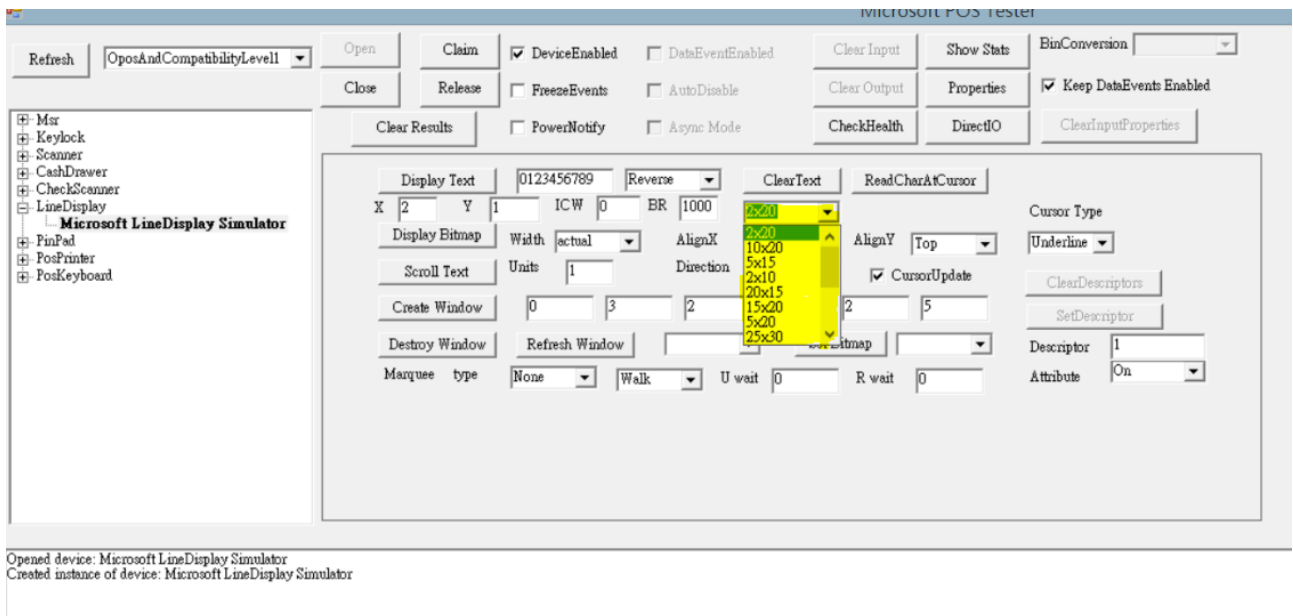 Microsoft POS Tester
Refresh
OposAndCompatibilityLevel1
Open
Claim
DeviceEnabled
DataEventEnabled
Clear Input
Show Stats
BinConversion
Close
Release
FreezeEvents
AutoDisable
Clear Output
Properties
Keep DataEvents Enabled
Clear Results
PowerNotify
Async Mode
CheckHealth
DirectIO
ClearInputProperties
Msr
Keylock
Scanner
CashDrawer
CheckScanner
LineDisplay
Microsoft LineDisplay Simulator
PinPad
PosPrinter
PosKeyboard
Display Text
0123456789
Reverse
ClearText
ReadCharAtCursor
X 2 Y 1 ICW 0 BR 1000
2x20
Cursor Type
2x20
10x20
5x15
2x10
20x15
15x20
5x20
25x30
Display Bitmap
Width actual
AlignX
AlignY Top
Underline
Scroll Text
Units 1
Direction
CursorUpdate
ClearDescriptors
Create Window
0 3 2 2 5
SetDescriptor
Destroy Window
Refresh Window
Descriptor 1
Marquee type
None
Walk
U wait 0
R wait 0
Attribute On
Opened device: Microsoft LineDisplay Simulator
Created instance of device: Microsoft LineDisplay Simulator